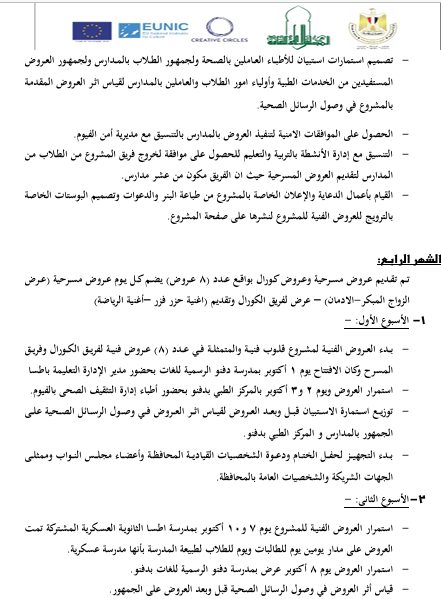 EUNIC
CREATIVE CIRCLES
– تصميم استمارات استبيان للأطباء العاملين بالصحة ولجمهور الطلاب بالمدارس ولجمهور العروض
المستفيدين من الخدمات الطبية وأولياء امور الطلاب والعاملين بالمدارس لقياس اثر العروض المقدمة
بالمشروع في وصول الرسائل الصحية.
– الحصول على الموافقات الامنية لتنفيذ العروض بالمدارس بالتنسيق مع مديرية أمن الفيوم.
– التنسيق مع إدارة الأنشطة بالتربية والتعليم للحصول على موافقة لخروج فريق المشروع من الطلاب من
المدارس لتقديم العروض المسرحية حيث ان الفريق مكون من عشر مدارس.
– القيام بأعمال الدعاية والإعلان الخاصة بالمشروع من طباعة البنر والدعوات وتصميم البوستات الخاصة
بالترويج للعروض الفنية للمشروع لنشرها على صفحة المشروع.
الشهر الرابع:
تم تقديم عروض مسرحية وعروض كورال بواقع عدد (٨ عروض) يضم كل يوم عروض مسرحية (عرض
الزواج المبكر–الادمان) – عرض لفريق الكورال وتقديم (اغنية حزر فزر –أغنية الرياضة)
١– الأسبوع الأول: –
– بدء العروض الفنية لمشروع قلوب فنية والمتمثلة في عدد (٨) عروض فنية لفريق الكورال وفريق
المسرح وكان الافتتاح يوم ١ أكتوبر بمدرسة دفنو الرسمية للغات بحضور مدير الإدارة التعليمة باطسا
– استمرار العروض ويوم ٢ و٣ أكتوبر بالمركز الطبي بدفنو بحضور أطباء إدارة التثقيف الصحى بالفيوم.
– توزيع استمارة الاستبيان قبل وبعد العروض لقياس اثر العروض في وصول الرسائل الصحية على
الجمهور بالمدارس و المركز الطبي بدفنو.
– بدء التجهيز لحفل الختام ودعوة الشخصيات القيادية المحافظة وأعضاء مجلس النواب وممثلى
الجهات الشريكة والشخصيات العامة بالمحافظة.
٢–الأسبوع الثانى: –
– استمرار العروض الفنية للمشروع يوم ٧ و١٠ أكتوبر بمدرسة اطسا الثانوية العسكرية المشتركة تمت
العروض على مدار يومين يوم للطالبات ويوم للطلاب لطبيعة المدرسة بأنها مدرسة عسكرية.
– استمرار العروض يوم ٨ أكتوبر عرض بمدرسة دفنو الرسمية للغات بدفنو.
– قياس أثر العروض في وصول الرسائل الصحية قبل وبعد العروض على الجمهور.